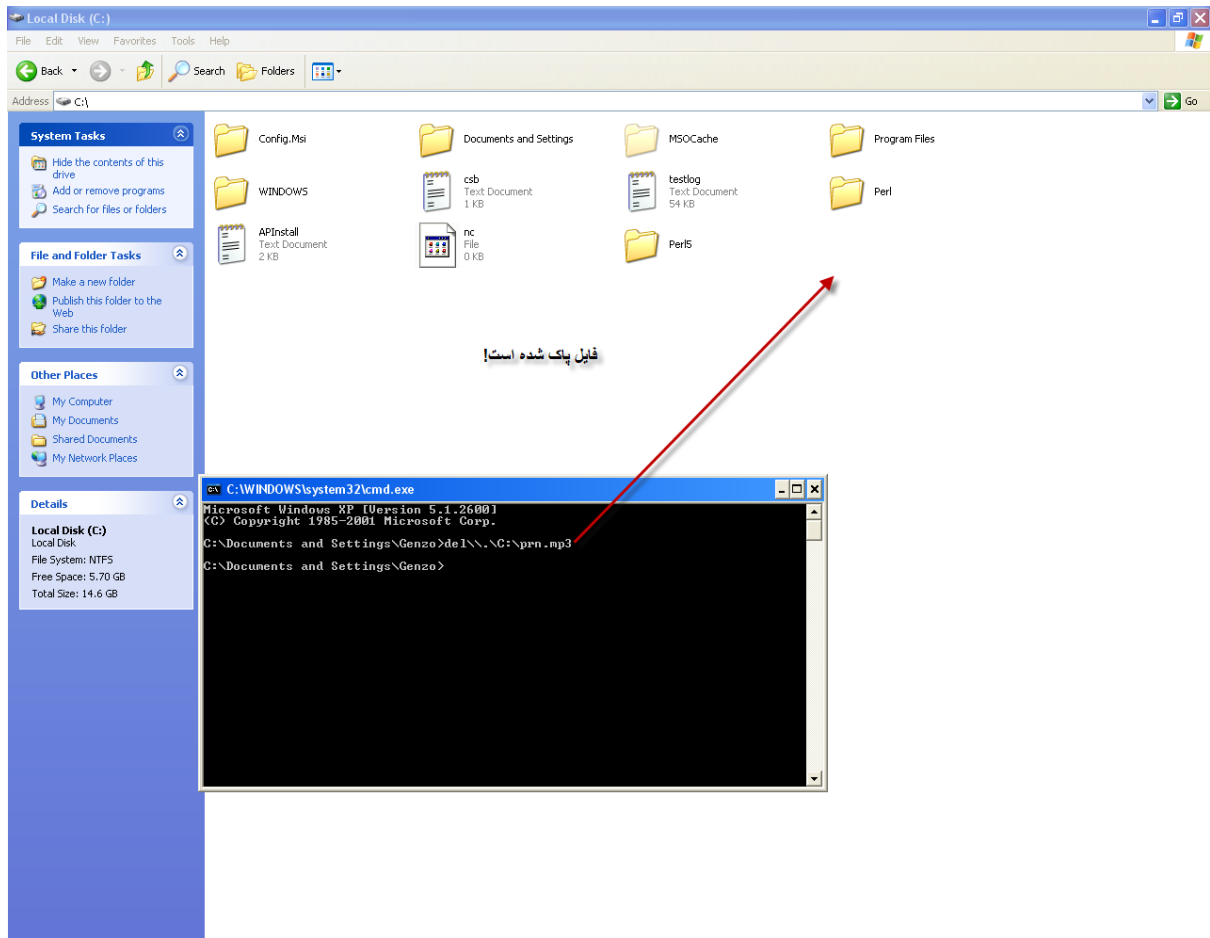 Local Disk (C:)
File Edit View Favorites Tools Help
Back Search Folders
Address C:\ Go
System Tasks
Hide the contents of this
drive
Add or remove programs
Search for files or folders
File and Folder Tasks
Make a new folder
Publish this folder to the
Web
Share this folder
Other Places
My Computer
My Documents
Shared Documents
My Network Places
Details
Local Disk (C:)
Local Disk
File System: NTFS
Free Space: 5.70 GB
Total Size: 14.6 GB
Config.Msi
Documents and Settings
MSOCache
Program Files
WINDOWS
csb
Text Document
1 KB
testlog
Text Document
54 KB
Perl
APInstall
Text Document
2 KB
nc
File
0 KB
Perl5
فایل پاک شده است!
C:\WINDOWS\system32\cmd.exe
Microsoft Windows XP [Version 5.1.2600]
(C) Copyright 1985-2001 Microsoft Corp.
C:\Documents and Settings\Genzo>del\\.\C:\prn.mp3
C:\Documents and Settings\Genzo>